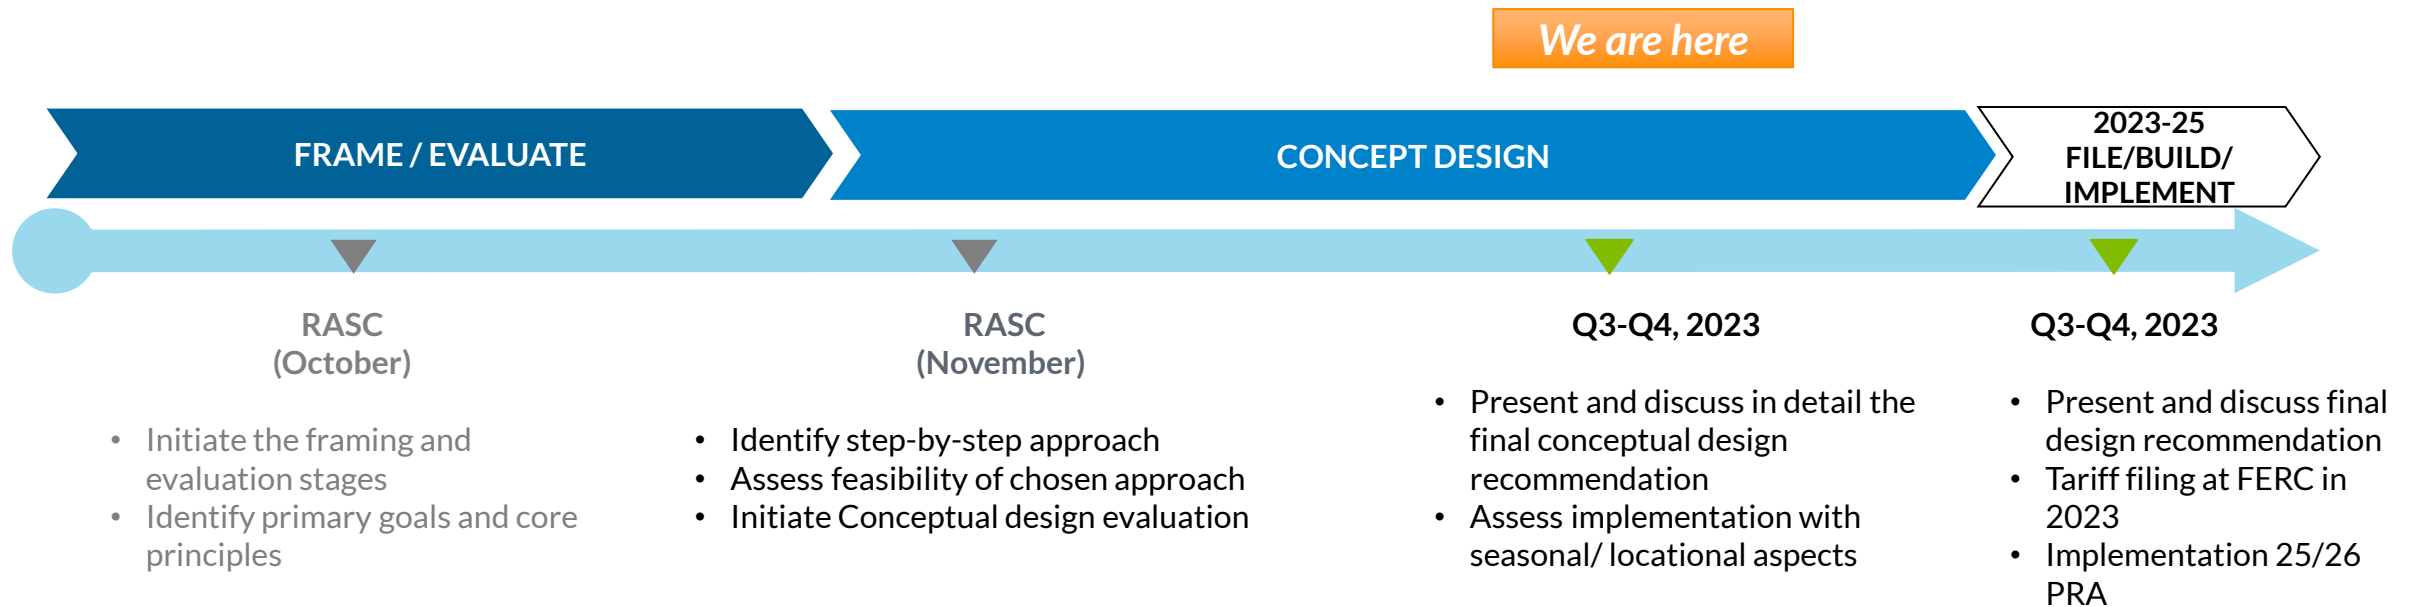 We are here
FRAME / EVALUATE
CONCEPT DESIGN
2023-25
FILE/BUILD/
IMPLEMENT
RASC
(October)
• Initiate the framing and
evaluation stages
• Identify primary goals and core
principles
RASC
(November)
• Identify step-by-step approach
• Assess feasibility of chosen approach
• Initiate Conceptual design evaluation
Q3-Q4, 2023
• Present and discuss in detail the
final conceptual design
recommendation
• Assess implementation with
seasonal/ locational aspects
Q3-Q4, 2023
• Present and discuss final
design recommendation
• Tariff filing at FERC in
2023
• Implementation 25/26
PRA